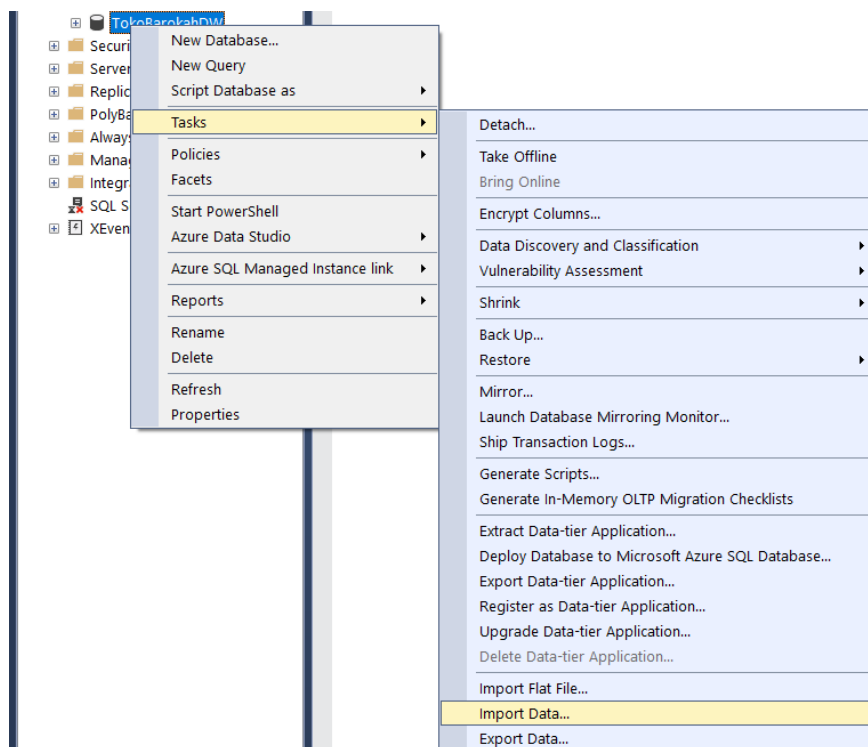 TokoBarokahDW
Securi
Server
Replic
PolyBa
Always
Manag
Integr
SQL S
XEven
New Database...
New Query
Script Database as
Tasks
Policies
Facets
Start PowerShell
Azure Data Studio
Azure SQL Managed Instance link
Reports
Rename
Delete
Refresh
Properties
Detach...
Take Offline
Bring Online
Encrypt Columns...
Data Discovery and Classification
Vulnerability Assessment
Shrink
Back Up...
Restore
Mirror...
Launch Database Mirroring Monitor...
Ship Transaction Logs...
Generate Scripts...
Generate In-Memory OLTP Migration Checklists
Extract Data-tier Application...
Deploy Database to Microsoft Azure SQL Database...
Export Data-tier Application...
Register as Data-tier Application...
Upgrade Data-tier Application...
Delete Data-tier Application...
Import Flat File...
Import Data...
Export Data...